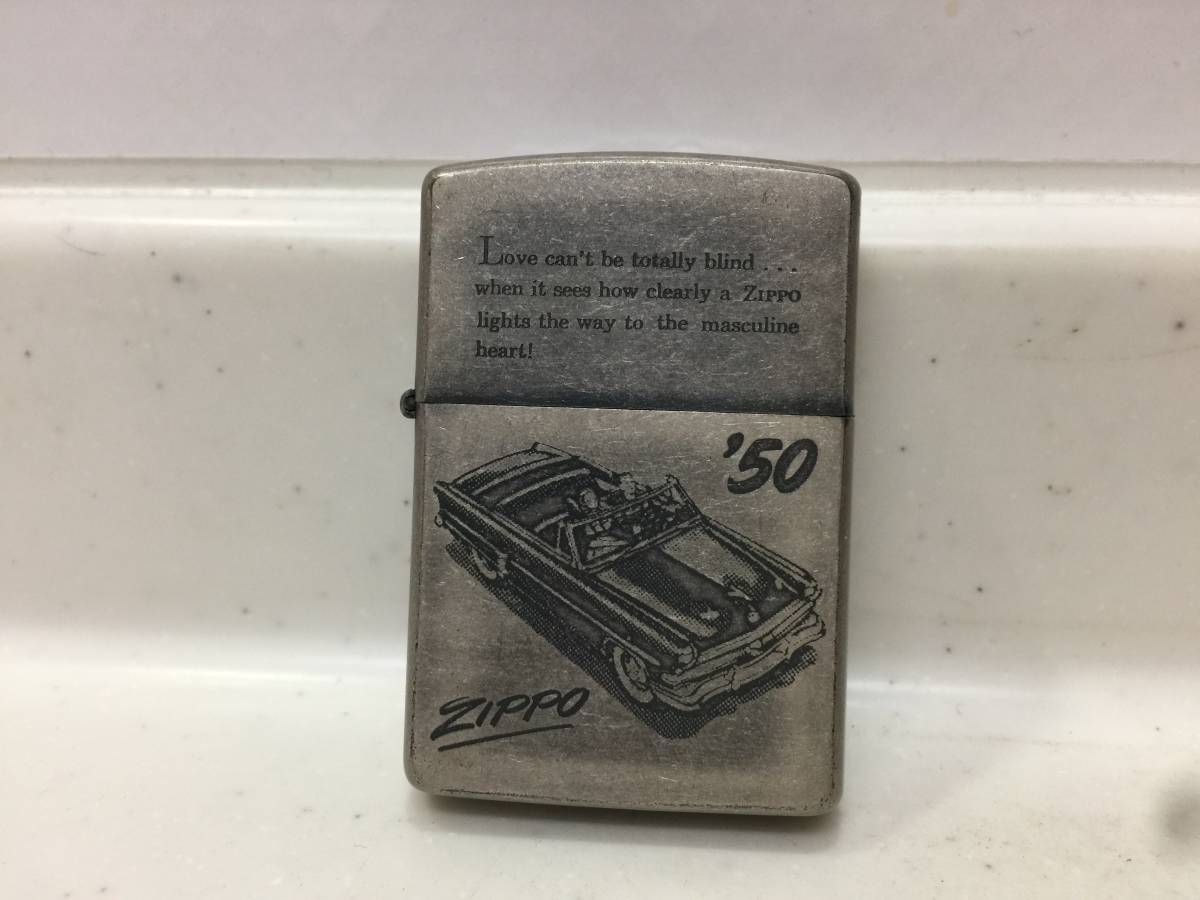 Love can't be totally blind . . .
when it sees how clearly a ZIPPO
lights the way to the masculine
heart!
'50
ZIPPO